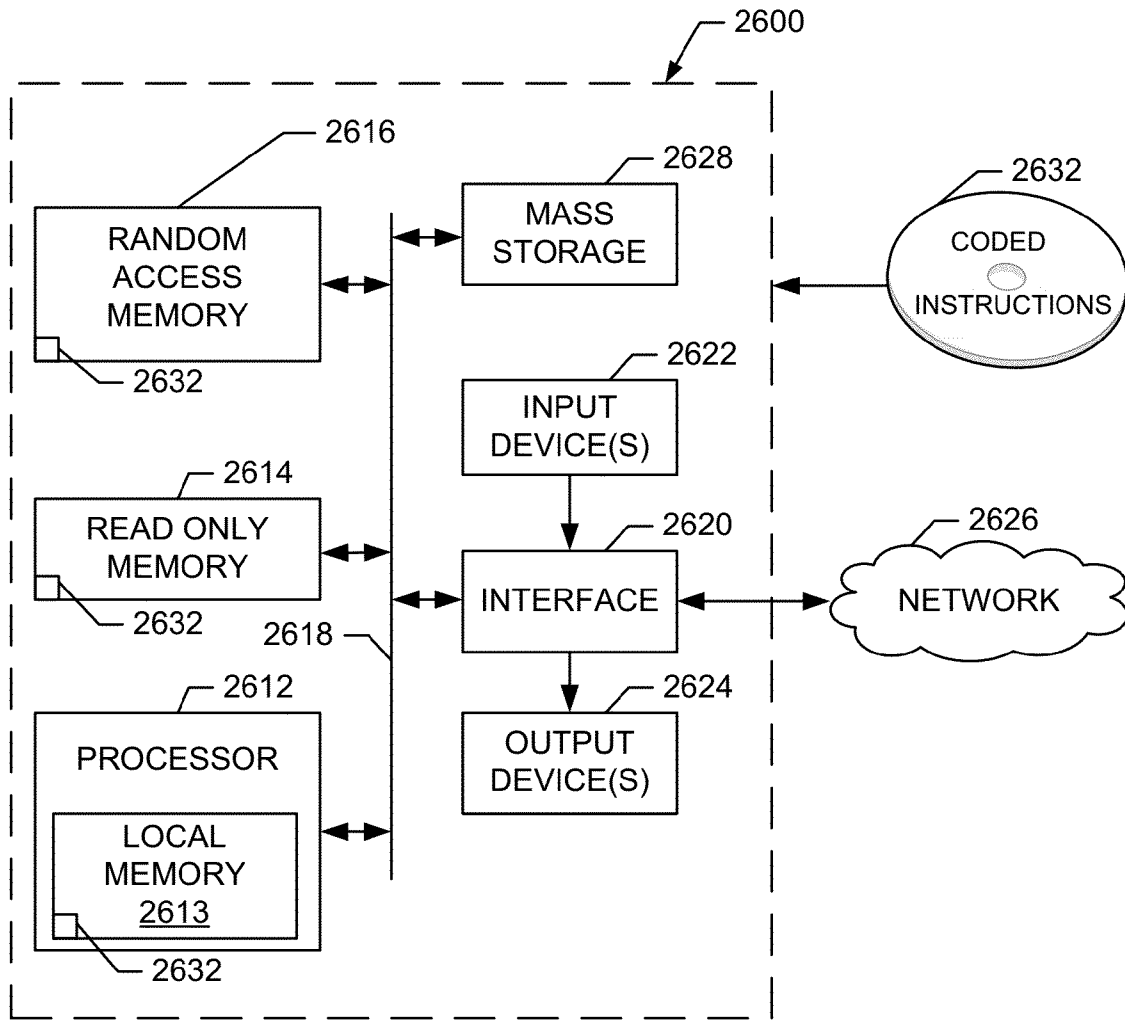 2600
2616
RANDOM
ACCESS
MEMORY
2632
2628
MASS
STORAGE
2632
CODED
INSTRUCTIONS
2622
INPUT
DEVICE(S)
2614
READ ONLY
MEMORY
2632
2618
2620
INTERFACE
2626
NETWORK
2612
PROCESSOR
LOCAL
MEMORY
2613
2632
2624
OUTPUT
DEVICE(S)